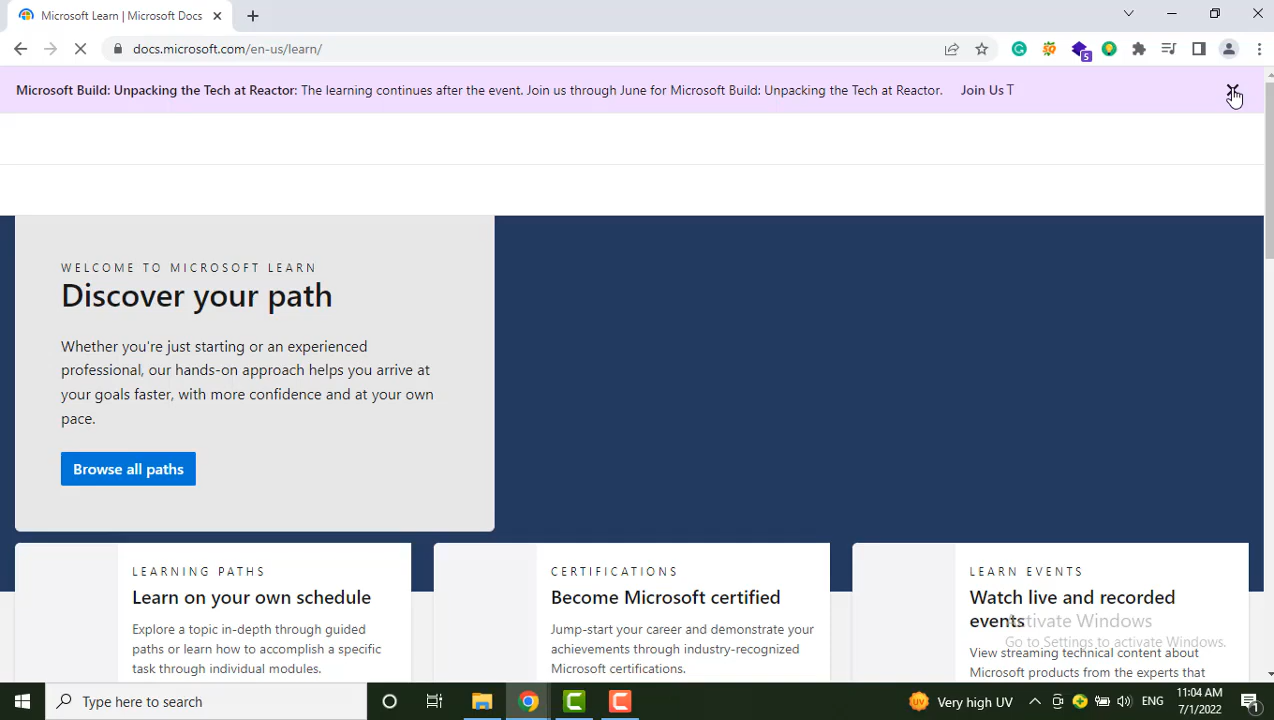 Microsoft Learn | Microsoft Docs
docs.microsoft.com/en-us/learn/
5
Microsoft Build: Unpacking the Tech at Reactor: The learning continues after the event. Join us through June for Microsoft Build: Unpacking the Tech at Reactor. Join Us T
WELCOME TO MICROSOFT LEARN
Discover your path
Whether you're just starting or an experienced
professional, our hands-on approach helps you arrive at
your goals faster, with more confidence and at your own
pace.
Browse all paths
LEARNING PATHS
Learn on your own schedule
Explore a topic in-depth through guided
paths or learn how to accomplish a specific
task through individual modules.
CERTIFICATIONS
Become Microsoft certified
Jump-start your career and demonstrate your
achievements through industry-recognized
Microsoft certifications.
LEARN EVENTS
Watch live and recorded
events
View streaming technical content about
Microsoft products from the experts that
Activate Windows
Go to Settings to activate Windows.
Type here to search
Very high UV
ENG
11:04 AM
7/1/2022
1